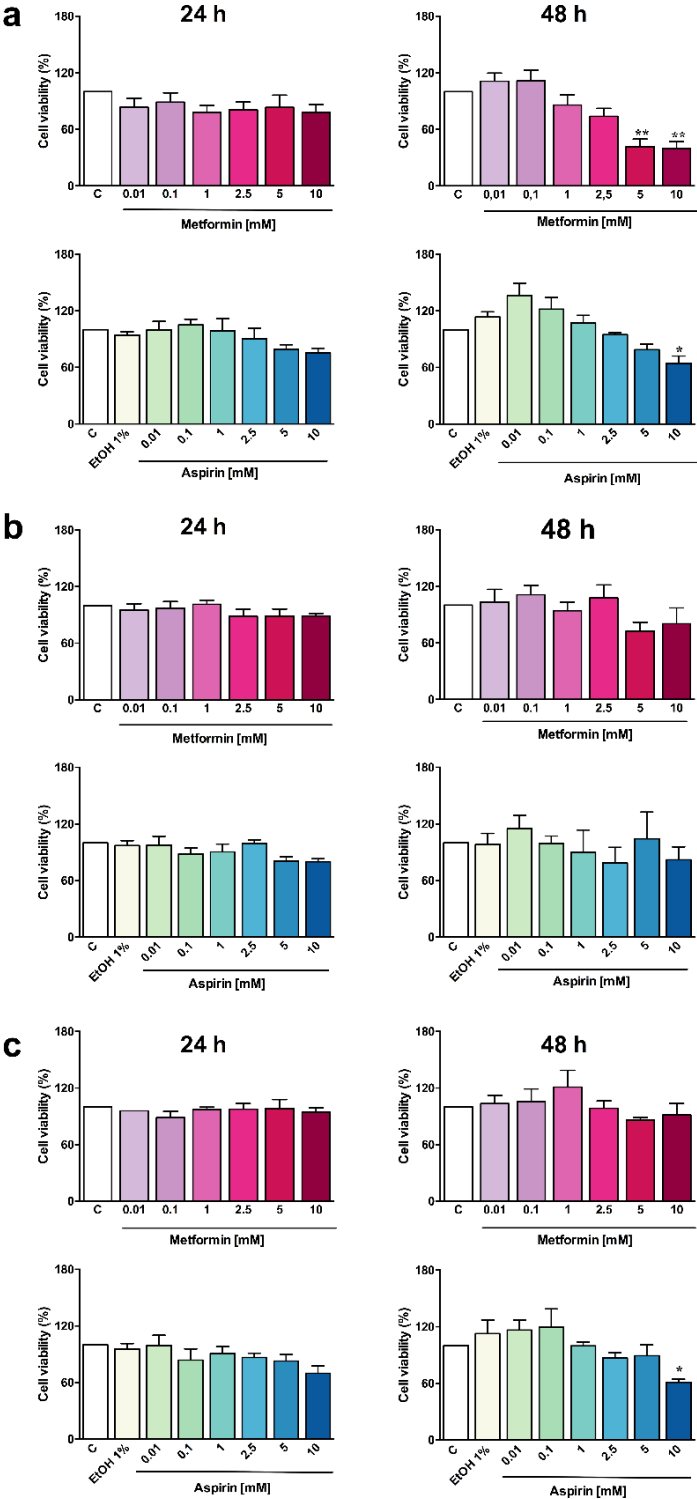 a
24 h
48 h
Cell viability (%)
180
120
60
0
C 0.01 0.1 1 2.5 5 10
Metformin [mM]
Cell viability (%)
180
120
60
0
** **
C 0,01 0,1 1 2,5 5 10
Metformin [mM]
Cell viability (%)
180
120
60
0
C EtOH 1% 0.01 0.1 1 2.5 5 10
Aspirin [mM]
Cell viability (%)
180
120
60
0
*
C EtOH 1% 0.01 0.1 1 2.5 5 10
Aspirin [mM]
b
24 h
48 h
Cell viability (%)
180
120
60
0
C 0.01 0.1 1 2.5 5 10
Metformin [mM]
Cell viability (%)
180
120
60
0
C 0.01 0.1 1 2.5 5 10
Metformin [mM]
Cell viability (%)
180
120
60
0
C EtOH 1% 0.01 0.1 1 2.5 5 10
Aspirin [mM]
Cell viability (%)
180
120
60
0
C EtOH 1% 0.01 0.1 1 2.5 5 10
Aspirin [mM]
c
24 h
48 h
Cell viability (%)
180
120
60
0
C 0.01 0.1 1 2.5 5 10
Metformin [mM]
Cell viability (%)
180
120
60
0
C 0.01 0.1 1 2.5 5 10
Metformin [mM]
Cell viability (%)
180
120
60
0
C EtOH 1% 0.01 0.1 1 2.5 5 10
Aspirin [mM]
Cell viability (%)
180
120
60
0
*
C EtOH 1% 0.01 0.1 1 2.5 5 10
Aspirin [mM]